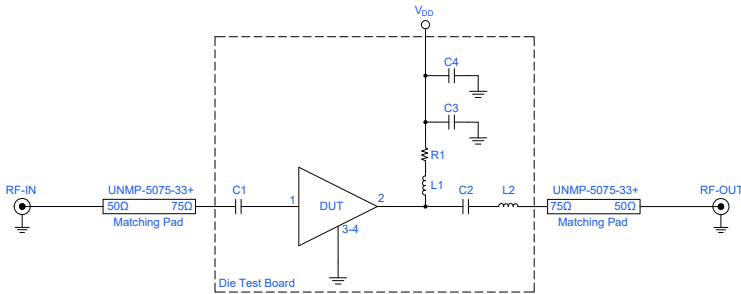 VDD
C4
C3
R1
L1
RF-IN
UNMP-5075-33+
50Ω 75Ω
Matching Pad
C1
1
DUT
2
3-4
C2
L2
UNMP-5075-33+
75Ω 50Ω
Matching Pad
RF-OUT
Die Test Board